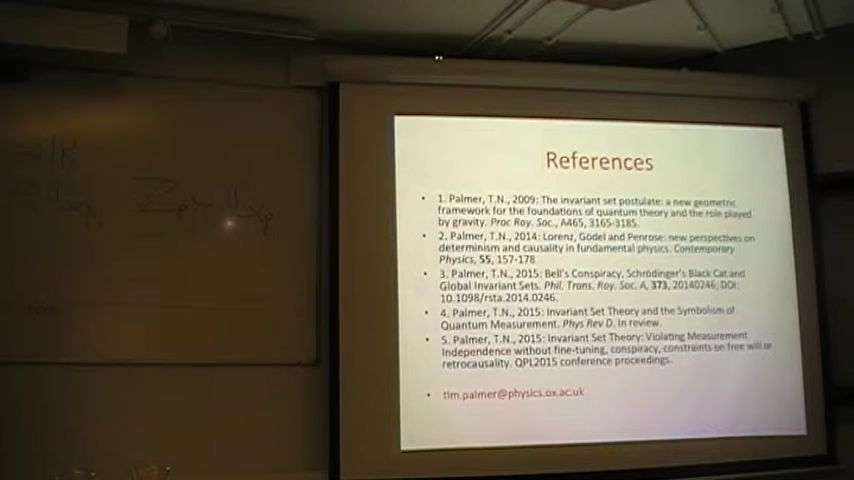 References
• 1. Palmer, T.N., 2009: The invariant set postulate: a new geometric
framework for the foundations of quantum theory and the role played
by gravity. Proc Roy. Soc., A465, 3165-3185.
• 2. Palmer, T.N., 2014: Lorenz, Gödel and Penrose: new perspectives on
determinism and causality in fundamental physics. Contemporary
Physics, 55, 157-178
• 3. Palmer, T.N., 2015: Bell's Conspiracy, Schrödinger's Black Cat and
Global Invariant Sets. Phil. Trans. Roy. Soc. A, 373, 20140246; DOI:
10.1098/rsta.2014.0246.
• 4. Palmer, T.N., 2015: Invariant Set Theory and the Symbolism of
Quantum Measurement. Phys Rev D. In review.
• 5. Palmer, T.N., 2015: Invariant Set Theory: Violating Measurement
Independence without fine-tuning, conspiracy, constraints on free will or
retrocausality. QPL2015 conference proceedings.
• tim.palmer@physics.ox.ac.uk